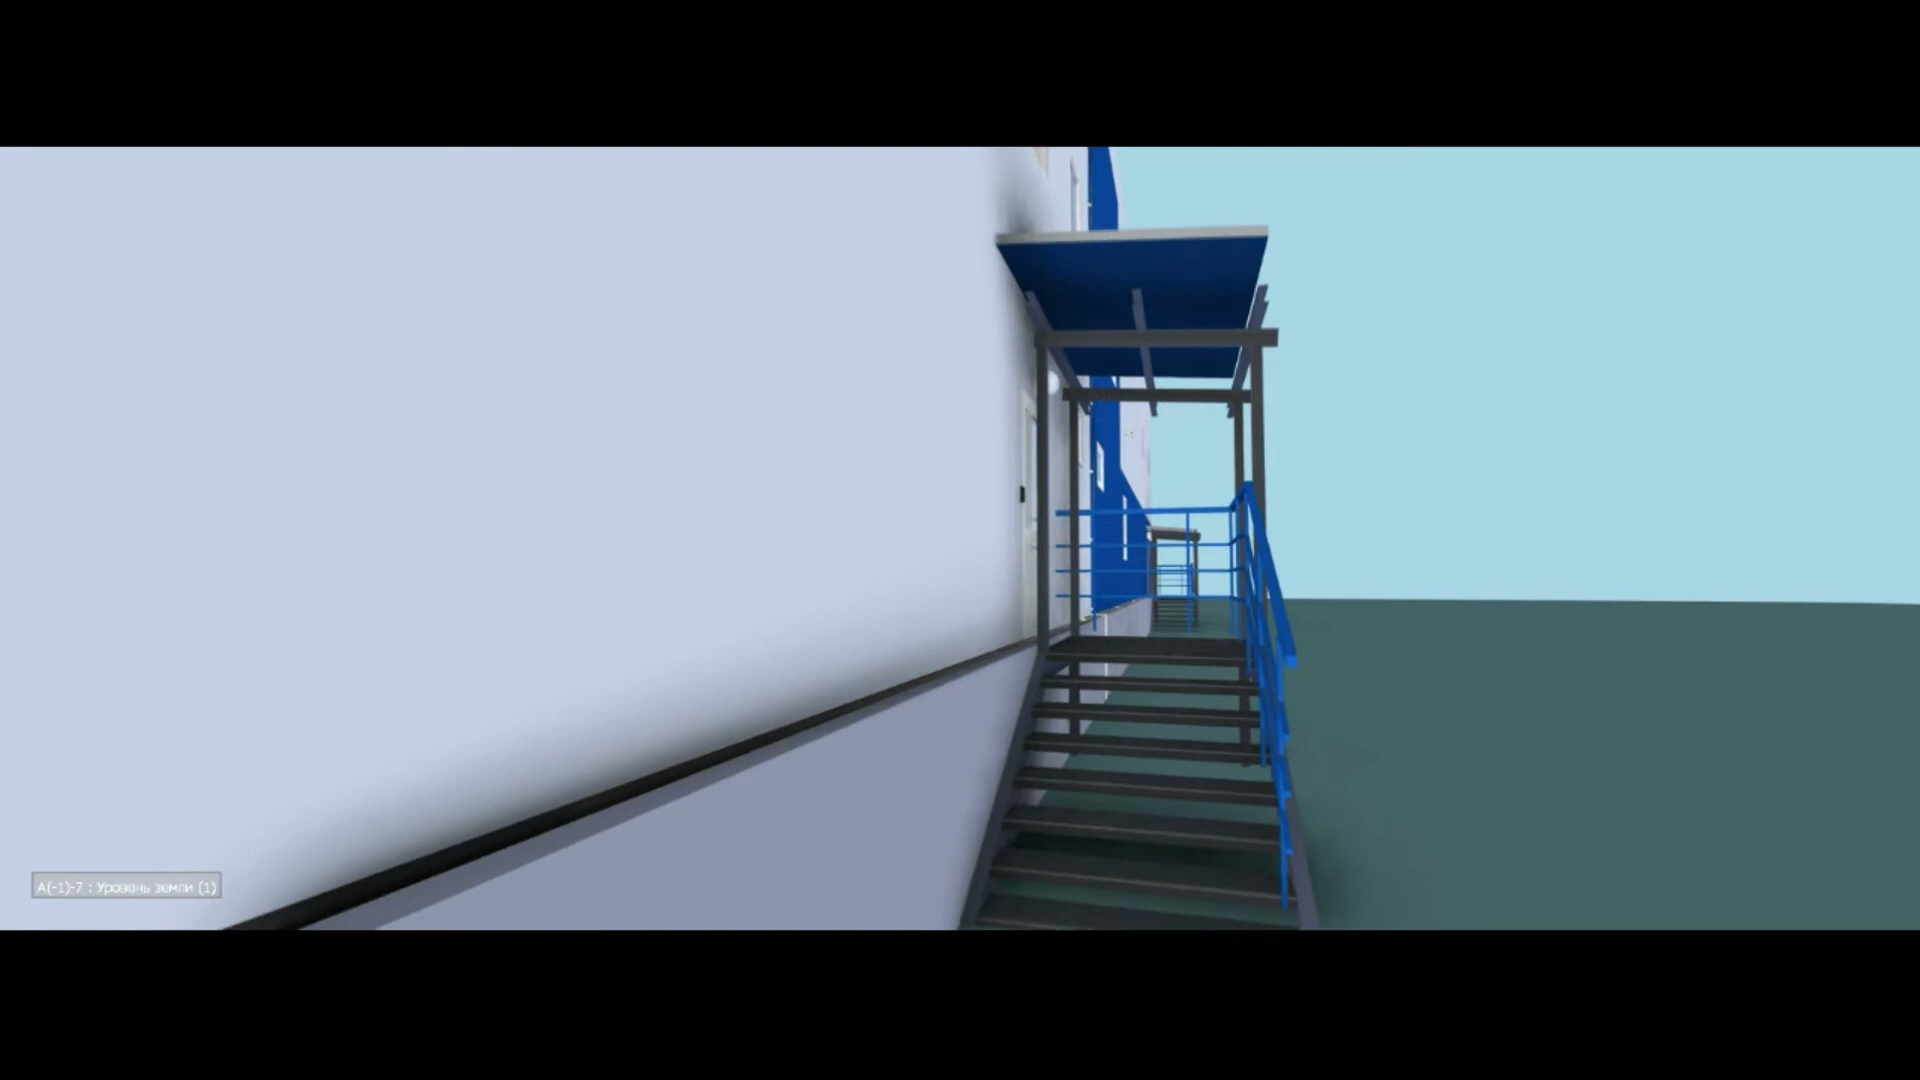 А(-1)-7 : Уровень земли (1)